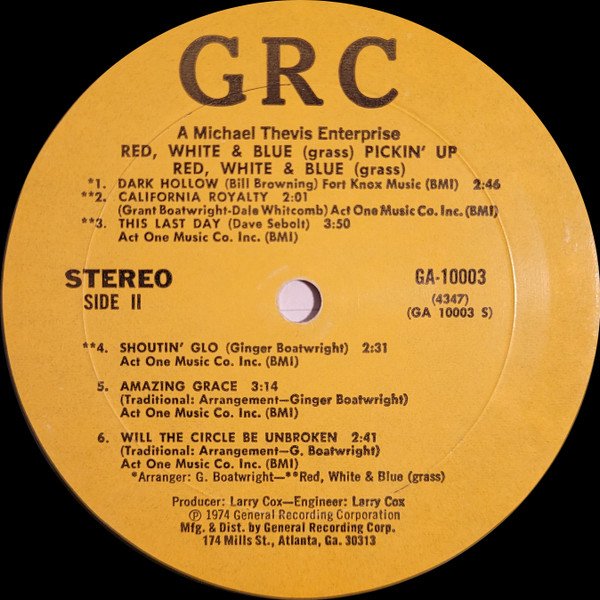 GRC
A Michael Thevis Enterprise
RED, WHITE & BLUE (grass) PICKIN' UP
RED, WHITE & BLUE (grass)
*1. DARK HOLLOW (Bill Browning) Fort Knox Music (BMI) 2:46
**2. CALIFORNIA ROYALTY 2:01
(Grant Boatwright-Dale Whitcomb) Act One Music Co. Inc. (BMI)
**3. THIS LAST DAY (Dave Sebolt) 3:50
Act One Music Co. Inc. (BMI)
STEREO
SIDE II
GA-10003
(4347)
(GA 10003 S)
**4. SHOUTIN' GLO (Ginger Boatwright) 2:31
Act One Music Co. Inc. (BMI)
5. AMAZING GRACE 3:14
(Traditional: Arrangement—Ginger Boatwright)
Act One Music Co. Inc. (BMI)
6. WILL THE CIRCLE BE UNBROKEN 2:41
(Traditional: Arrangement—G. Boatwright)
Act One Music Co. Inc. (BMI)
*Arranger: G. Boatwright—**Red, White & Blue (grass)
Producer: Larry Cox—Engineer: Larry Cox
Ⓟ 1974 General Recording Corporation
Mfg. & Dist. by General Recording Corp.
174 Mills St., Atlanta, Ga. 30313